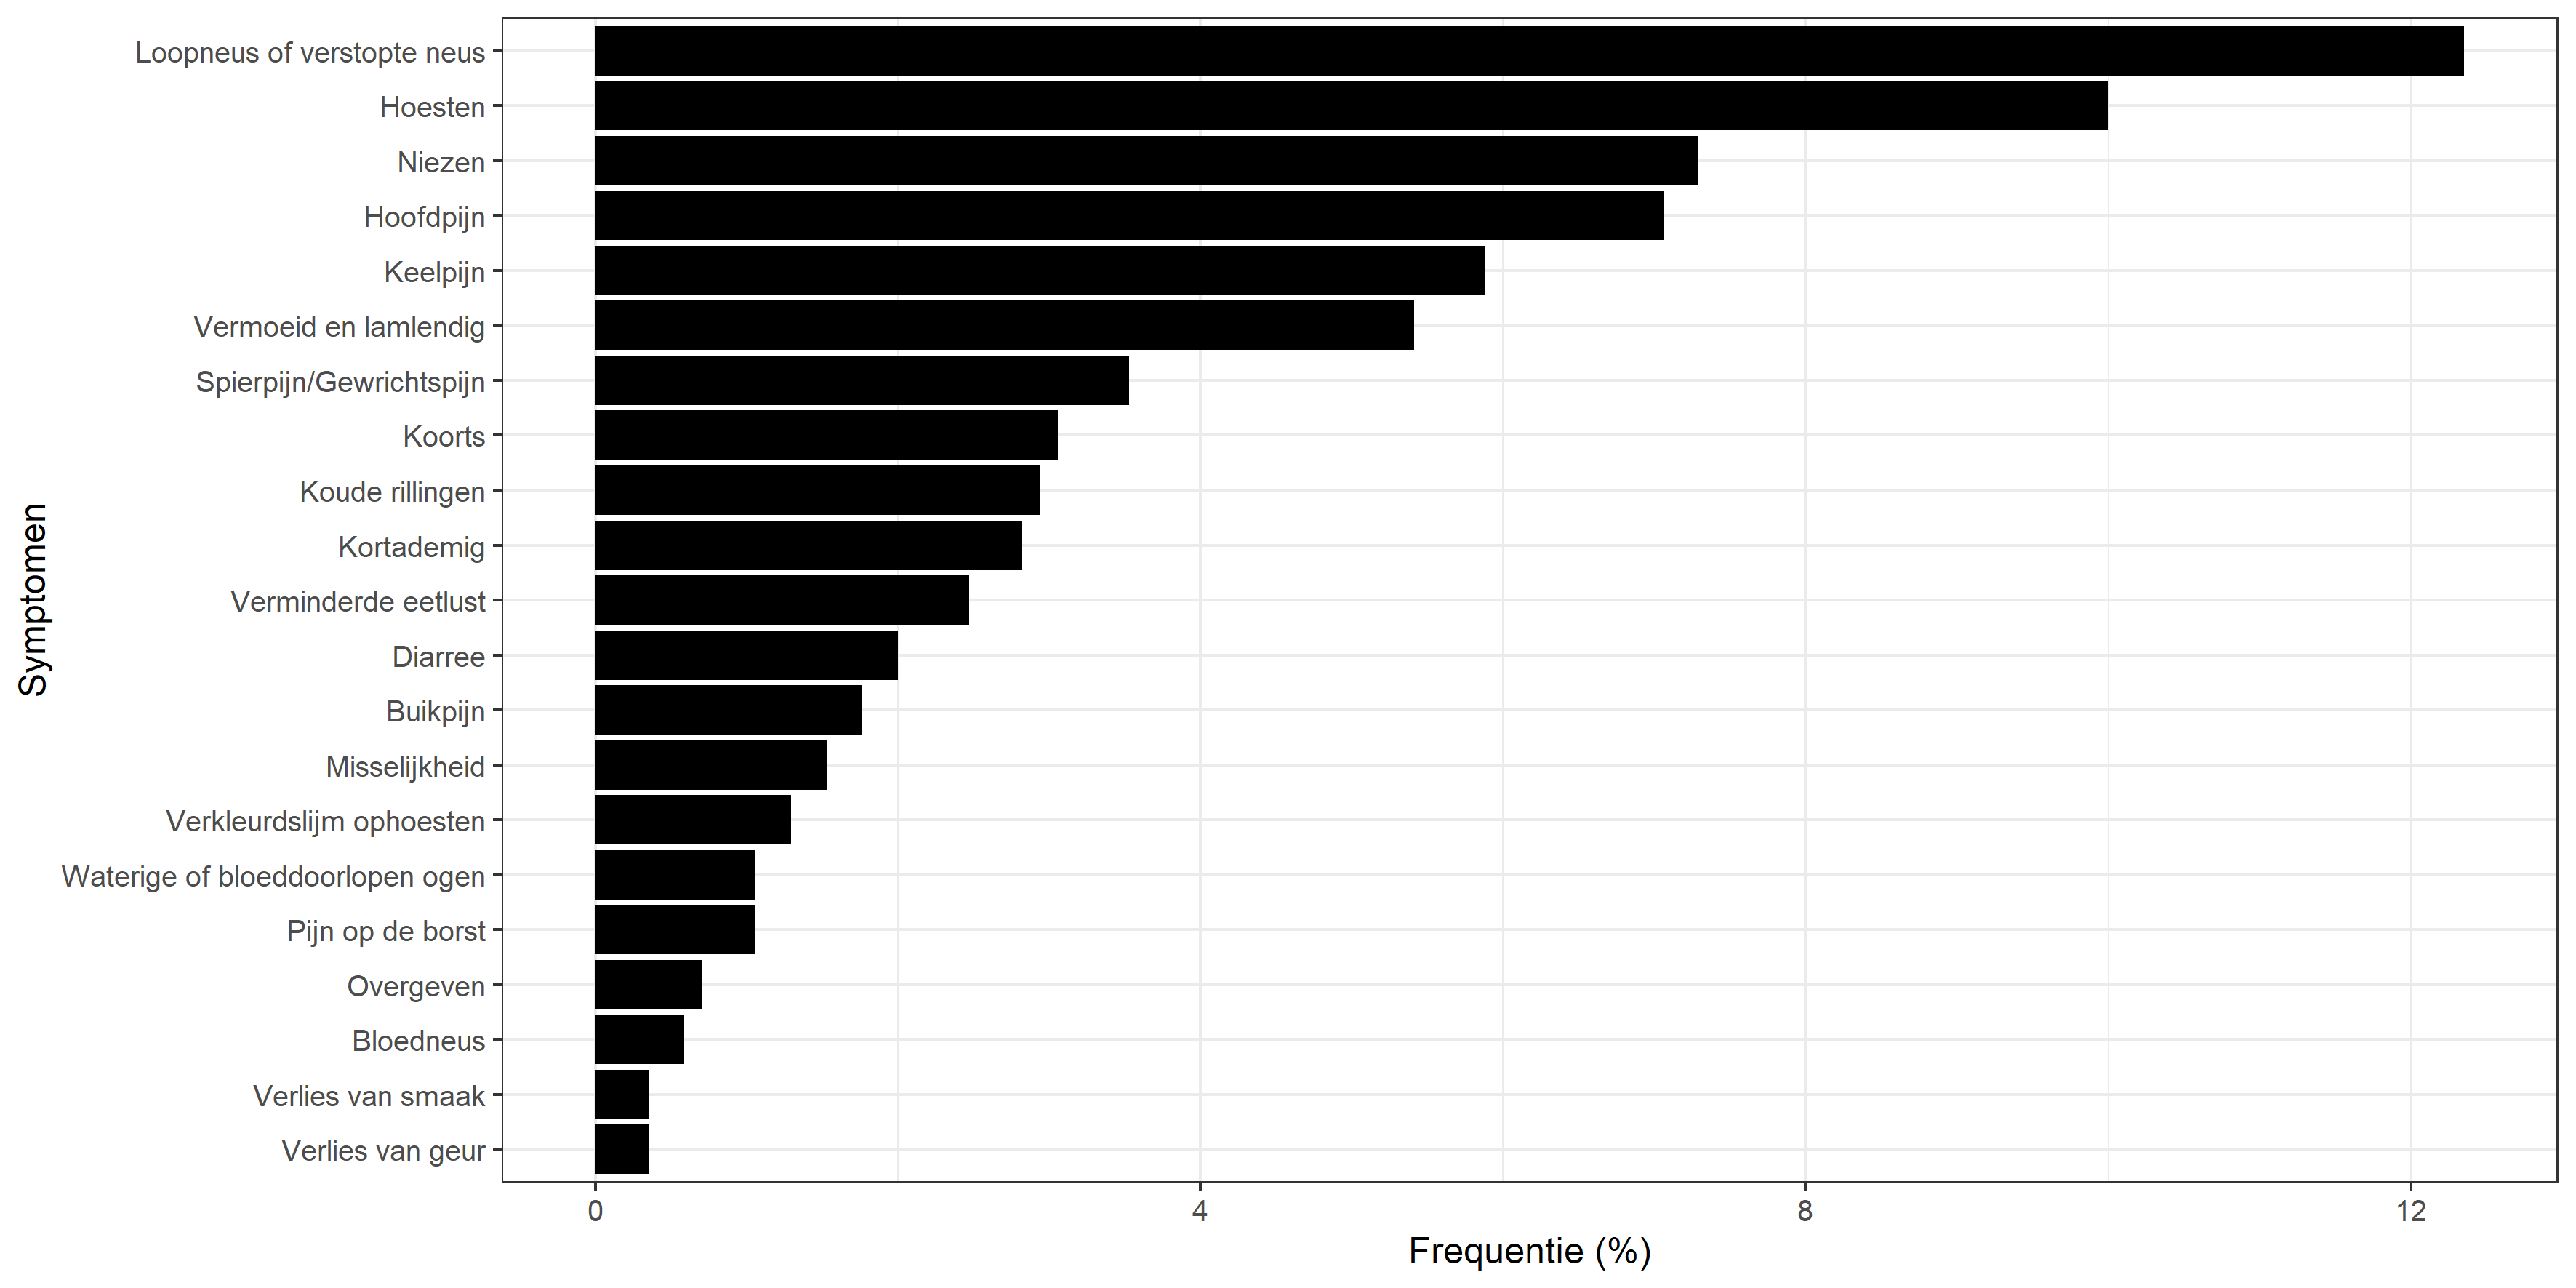 Symptomen
Loopneus of verstopte neus
Hoesten
Niezen
Hoofdpijn
Keelpijn
Vermoeid en lamlendig
Spierpijn/Gewrichtspijn
Koorts
Koude rillingen
Kortademig
Verminderde eetlust
Diarree
Buikpijn
Misselijkheid
Verkleurdslijm ophoesten
Waterige of bloeddoorlopen ogen
Pijn op de borst
Overgeven
Bloedneus
Verlies van smaak
Verlies van geur
0 4 8 12
Frequentie (%)